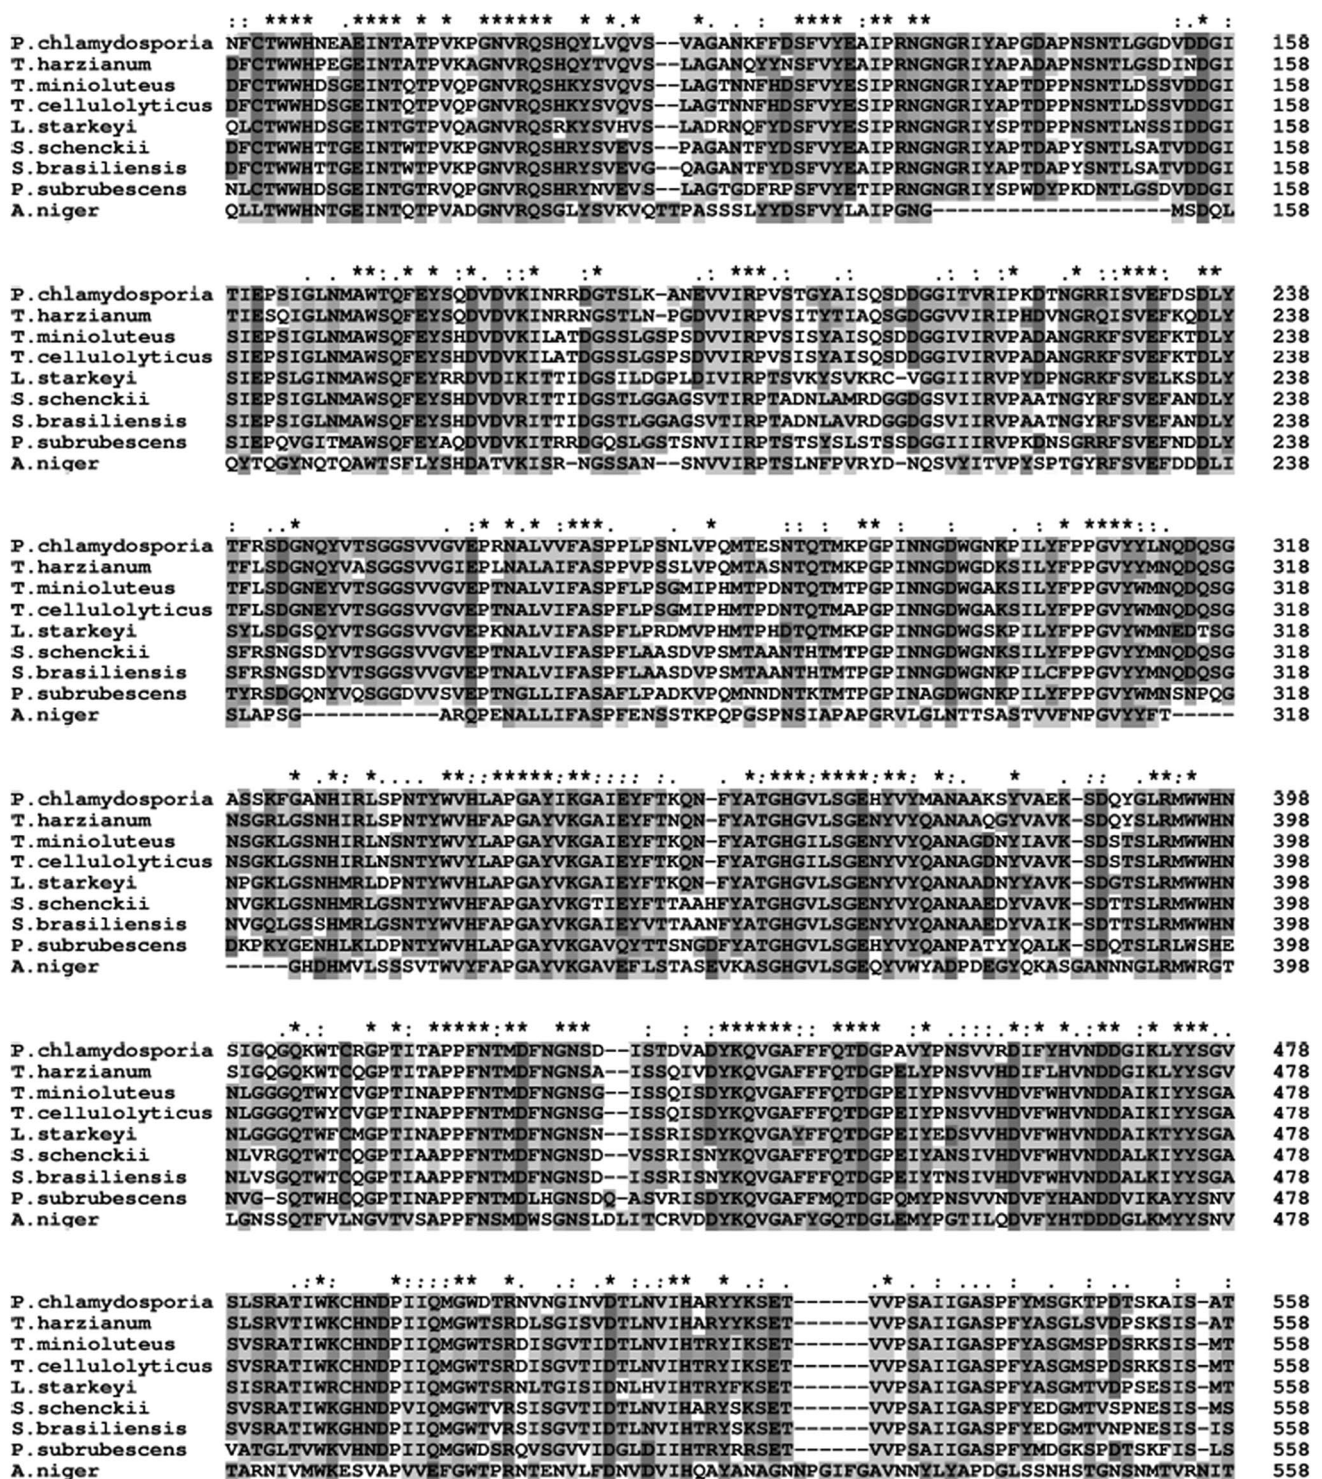 :: **** .**** * * ****** * *.* *. . : **** :** ** :.* :
P.chlamydosporia NFCTWWHNEAEINTATPVKPGNVRQSHQYLVQVS--VAGANKFFDSFVYEAIPRNGNGRIYAPGDAPNSNTLGGDVDDGI 158
T.harzianum DFCTWWHPEGEINTATPVKAGNVRQSHQYTVQVS--LAGANQYYNSFVYEAIPRNGNGRIYAPADAPNSNTLGSDINDGI 158
T.minioluteus DFCTWWHDSGEINTQTPVQPGNVRQSHKYSVQVS--LAGTNNFHDSFVYESIPRNGNGRIYAPTDPPNSNTLDSSVDDGI 158
T.cellulolyticus DFCTWWHDSGEINTQTPVQPGNVRQSHKYSVQVS--LAGTNNFHDSFVYESIPRNGNGRIYAPTDPPNSNTLDSSVDDGI 158
L.starkeyi QLCTWWHDSGEINTGTPVQAGNVRQSRKYSVHVS--LADRNQFYDSFVYESIPRNGNGRIYSPTDPPNSNTLNSSIDDGI 158
S.schenckii DFCTWWHTTGEINTWTPVKPGNVRQSHRYSVEVS--PAGANTFYDSFVYESIPRNGNGRIYAPTDAPYSNTLSATVDDGI 158
S.brasiliensis DFCTWWHTTGEINTWTPVKPGNVRQSHRYSVEVG--QAGANTFYDSFVYESIPRNGNGRIYAPTDAPYSNTLSATVDDGI 158
P.subrubescens NLCTWWHDSGEINTGTRVQPGNVRQSHRYNVEVS--LAGTGDFRPSFVYETIPRNGNGRIYSPWDYPKDNTLGSDVDDGI 158
A.niger QLLTWWHNTGEINTQTPVADGNVRQSGLYSVKVQTTPASSSLYYDSFVYLAIPGNG-------------------MSDQL 158
. . **:.* * :*. ::* :* .: ***. .: .: : :* .* ::***: **
P.chlamydosporia TIEPSIGLNMAWTQFEYSQDVDVKINRRDGTSLK-ANEVVIRPVSTGYAISQSDDGGITVRIPKDTNGRRISVEFDSDLY 238
T.harzianum TIESQIGLNMAWSQFEYSQDVDVKINRRNGSTLN-PGDVVIRPVSITYTIAQSGDGGVVIRIPHDVNGRQISVEFKQDLY 238
T.minioluteus SIEPSIGLNMAWSQFEYSHDVDVKILATDGSSLGSPSDVVIRPVSISYAISQSDDGGIVIRVPADANGRKFSVEFKTDLY 238
T.cellulolyticus SIEPSIGLNMAWSQFEYSHDVDVKILATDGSSLGSPSDVVIRPVSISYAISQSDDGGIVIRVPADANGRKFSVEFKTDLY 238
L.starkeyi SIEPSLGINMAWSQFEYRRDVDIKITTIDGSILDGPLDIVIRPTSVKYSVKRC-VGGIIIRVPYDPNGRKFSVELKSDLY 238
S.schenckii SIEPSIGLNMAWSQFEYSHDVDVRITTIDGSTLGGAGSVTIRPTADNLAMRDGGDGSVIIRVPAATNGYRFSVEFANDLY 238
S.brasiliensis SIEPSIGLNMAWSQFEYSHDVDVRITTIDGSTLGGAGSVTIRPTADNLAVRDGGDGSVIIRVPAATNGYRFSVEFANDLY 238
P.subrubescens SIEPQVGITMAWSQFEYAQDVDVKITRRDGQSLGSTSNVIIRPTSTSYSLSTSSDGGIIIRVPKDNSGRRFSVEFNDDLY 238
A.niger QYTQGYNQTQAWTSFLYSHDATVKISR-NGSSAN--SNVVIRPTSLNFPVRYD-NQSVYITVPYSPTGYRFSVEFDDDLI 238
: ..* . :* *.* :***. . * :: : ** : : . : * ****::.
P.chlamydosporia TFRSDGNQYVTSGGSVVGVEPRNALVVFASPPLPSNLVPQMTESNTQTMKPGPINNGDWGNKPILYFPPGVYYLNQDQSG 318
T.harzianum TFLSDGNQYVASGGSVVGIEPLNALAIFASPPVPSSLVPQMTASNTQTMKPGPINNGDWGDKSILYFPPGVYYMNQDQSG 318
T.minioluteus TFLSDGNEYVTSGGSVVGVEPTNALVIFASPFLPSGMIPHMTPDNTQTMTPGPINNGDWGAKSILYFPPGVYWMNQDQSG 318
T.cellulolyticus TFLSDGNEYVTSGGSVVGVEPTNALVIFASPFLPSGMIPHMTPDNTQTMAPGPINNGDWGAKSILYFPPGVYWMNQDQSG 318
L.starkeyi SYLSDGSQYVTSGGSVVGVEPKNALVIFASPFLPRDMVPHMTPHDTQTMKPGPINNGDWGSKPILYFPPGVYWMNEDTSG 318
S.schenckii SFRSNGSDYVTSGGSVVGVEPTNALVIFASPFLAASDVPSMTAANTHTMTPGPINNGDWGNKPILYFPPGVYYMNQDQSG 318
S.brasiliensis SFRSNGSDYVTSGGSVVGVEPTNALVIFASPFLAASDVPSMTAANTHTMKPGPINNGDWGNKPILCFPPGVYYMNQDQSG 318
P.subrubescens TYRSDGQNYVQSGGDVVSVEPTNGLLIFASAFLPADKVPQMNNDNTKTMTPGPINAGDWGNKPILYFPPGVYWMNSNPQG 318
A.niger SLAPSG-----------ARQPENALLIFASPFENSSTKPQPGSPNSIAPAPGRVLGLNTTSASTVVFNPGVYYFT----- 318
* .*: *.... **::*****:**:::: :. . *:***:****:**: *:. * . :: .**:*
P.chlamydosporia ASSKFGANHIRLSPNTYWVHLAPGAYIKGAIEYFTKQN-FYATGHGVLSGEHYVYMANAAKSYVAEK-SDQYGLRMWWHN 398
T.harzianum NSGRLGSNHIRLSPNTYWVHFAPGAYVKGAIEYFTNQN-FYATGHGVLSGENYVYQANAAQGYVAVK-SDQYSLRMWWHN 398
T.minioluteus NSGKLGSNHIRLNSNTYWVYLAPGAYVKGAIEYFTKQN-FYATGHGILSGENYVYQANAGDNYIAVK-SDSTSLRMWWHN 398
T.cellulolyticus NSGKLGSNHIRLNSNTYWVYLAPGAYVKGAIEYFTKQN-FYATGHGILSGENYVYQANAGDNYVAVK-SDSTSLRMWWHN 398
L.starkeyi NPGKLGSNHMRLDPNTYWVHLAPGAYVKGAIEYFTKQN-FYATGHGVLSGENYVYQANAADNYYAVK-SDGTSLRMWWHN 398
S.schenckii NVGKLGSNHMRLGSNTYWVHFAPGAYVKGTIEYFTTAAHFYATGHGVLSGENYVYQANAAEDYVAVK-SDTTSLRMWWHN 398
S.brasiliensis NVGQLGSSHMRLGSNTYWVHFAPGAYVKGAIEYVTTAANFYATGHGVLSGENYVYQANAAEDYVAIK-SDTTSLRMWWHN 398
P.subrubescens DKPKYGENHLKLDPNTYWVHLAPGAYVKGAVQYTTSNGDFYATGHGVLSGEHYVYQANPATYYQALK-SDQTSLRLWSHE 398
A.niger -----GHDHMVLSSSVTWVYFAPGAYVKGAVEFLSTASEVKASGHGVLSGEQYVWYADPDEGYQKASGANNNGLRMWRGT 398
.*.: * *: *****:** *** : : :******:: **** :* .:::.*:* *.:** :* ***..
P.chlamydosporia SIGQGQKWTCRGPTITAPPFNTMDFNGNSD--ISTDVADYKQVGAFFFQTDGPAVYPNSVVRDIFYHVNDDGIKLYYSGV 478
T.harzianum SIGQGQKWTCQGPTITAPPFNTMDFNGNSA--ISSQIVDYKQVGAFFFQTDGPELYPNSVVHDIFLHVNDDGIKLYYSGV 478
T.minioluteus NLGGGQTWYCVGPTINAPPFNTMDFNGNSG--ISSQISDYKQVGAFFFQTDGPEIYPNSVVHDVFWHVNDDAIKIYYSGA 478
T.cellulolyticus NLGGGQTWYCVGPTINAPPFNTMDFNGNSG--ISSQISDYKQVGAFFFQTDGPEIYPNSVVHDVFWHVNDDAIKIYYSGA 478
L.starkeyi NLGGGQTWFCMGPTINAPPFNTMDFNGNSN--ISSRISDYKQVGAYFFQTDGPEIYEDSVVHDVFWHVNDDAIKTYYSGA 478
S.schenckii NLVRGQTWTCQGPTIAAPPFNTMDFNGNSD--VSSRISNYKQVGAFFFQTDGPEIYANSIVHDVFWHVNDDALKIYYSGA 478
S.brasiliensis NLVSGQTWTCQGPTIAAPPFNTMDFNGNSD--ISSRISNYKQVGAFFFQTDGPEIYTNSIVHDVFWHVNDDALKIYYSGA 478
P.subrubescens NVG-SQTWHCQGPTINAPPFNTMDLHGNSDQ-ASVRISDYKQVGAFFMQTDGPQMYPNSVVNDVFYHANDDVIKAYYSNV 478
A.niger LGNSSQTFVLNGVTVSAPPFNSMDWSGNSLDLITCRVDDYKQVGAFYGQTDGLEMYPGTILQDVFYHTDDDGLKMYYSNV 478
.:*: *::::** *. .: .* :.:** * .: . .* . : ... : : .. : :
P.chlamydosporia SLSRATIWKCHNDPIIQMGWDTRNVNGINVDTLNVIHARYYKSET------VVPSAIIGASPFYMSGKTPDTSKAIS-AT 558
T.harzianum SLSRVTIWKCHNDPIIQMGWTSRDLSGISVDTLNVIHARYYKSET------VVPSAIIGASPFYASGLSVDPSKSIS-AT 558
T.minioluteus SVSRATIWKCHNDPIIQMGWTSRDISGVTIDTLNVIHTRYIKSET------VVPSAIIGASPFYASGMSPDSRKSIS-MT 558
T.cellulolyticus SVSRATIWKCHNDPIIQMGWTSRDISGVTIDTLNVIHTRYIKSET------VVPSAIIGASPFYASGMSPDSRKSIS-MT 558
L.starkeyi SISRATIWRCHNDPIIQMGWTSRNLTGISIDNLHVIHTRYFKSET------VVPSAIIGASPFYASGMTVDPSESIS-MT 558
S.schenckii SVSRATIWKGHNDPVIQMGWTVRSISGVTIDTLNVIHARYSKSET------VVPSAIIGASPFYEDGMTVSPNESIS-MS 558
S.brasiliensis SVSRATIWKGHNDPIIQMGWTVRSISGVTIDTLNVIHTRYSKSET------VVPSAIIGASPFYEDGMTVNPNESIS-IS 558
P.subrubescens VATGLTVWKVHNDPIIQMGWDSRQVSGVVIDGLDIIHTRYRRSET------VVPSAIIGASPFYMDGKSPDTSKFIS-LS 558
A.niger TARNIVMWKESVAPVVEFGWTPRNTENVLFDNVDVIHQAYANAGNNPGIFGAVNNYLYAPDGLSSNHSTGNSNMTVRNIT 558